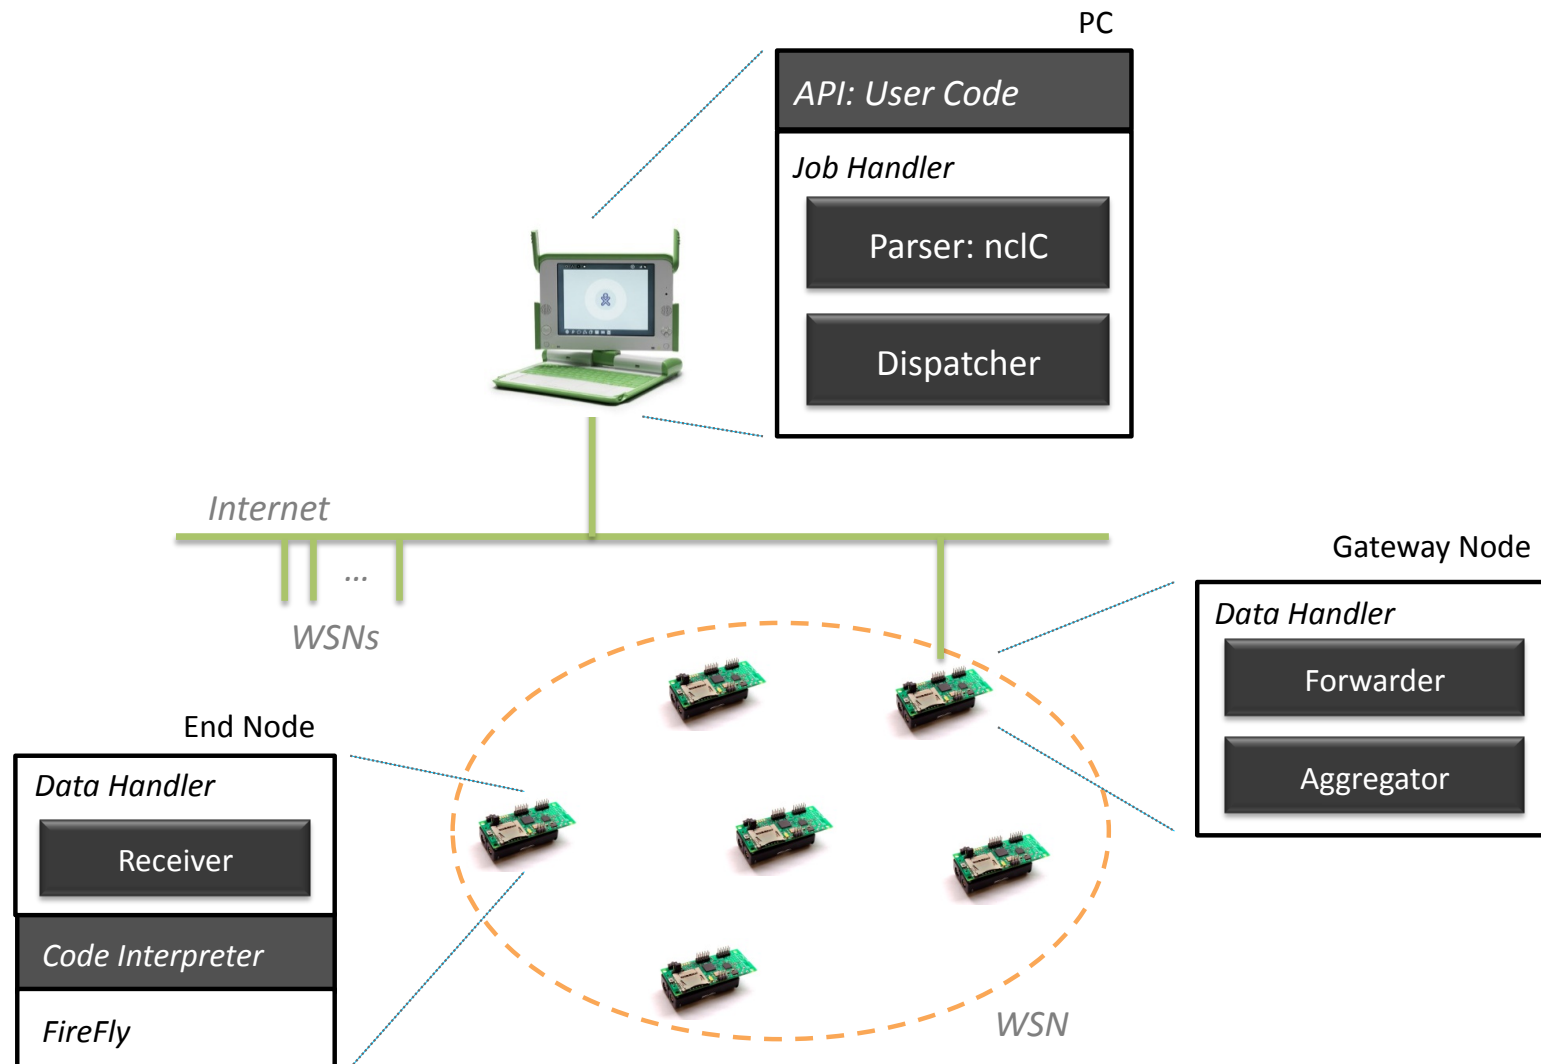 PC
API: User Code
Job Handler
Parser: nclC
Dispatcher
Internet
...
WSNs
Gateway Node
Data Handler
Forwarder
Aggregator
End Node
Data Handler
Receiver
Code Interpreter
FireFly
WSN